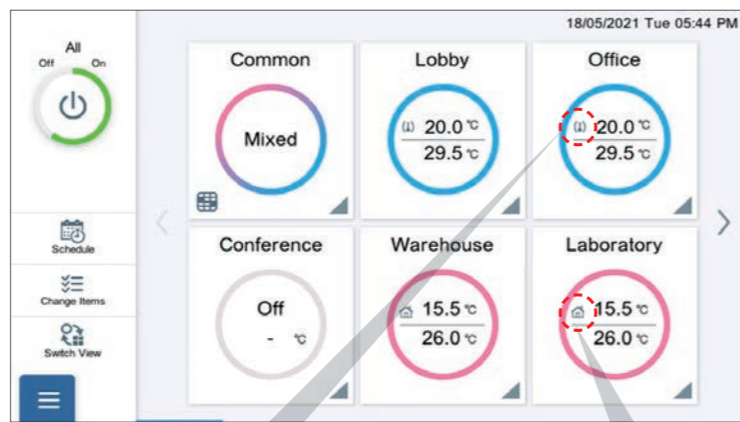 18/05/2021 Tue 05:44 PM
All
Off On
Common
Mixed
Lobby
20.0 °C
29.5 °C
Office
20.0 °C
29.5 °C
Schedule
Change Items
Switch View
Conference
Off
- °C
Warehouse
15.5 °C
26.0 °C
Laboratory
15.5 °C
26.0 °C